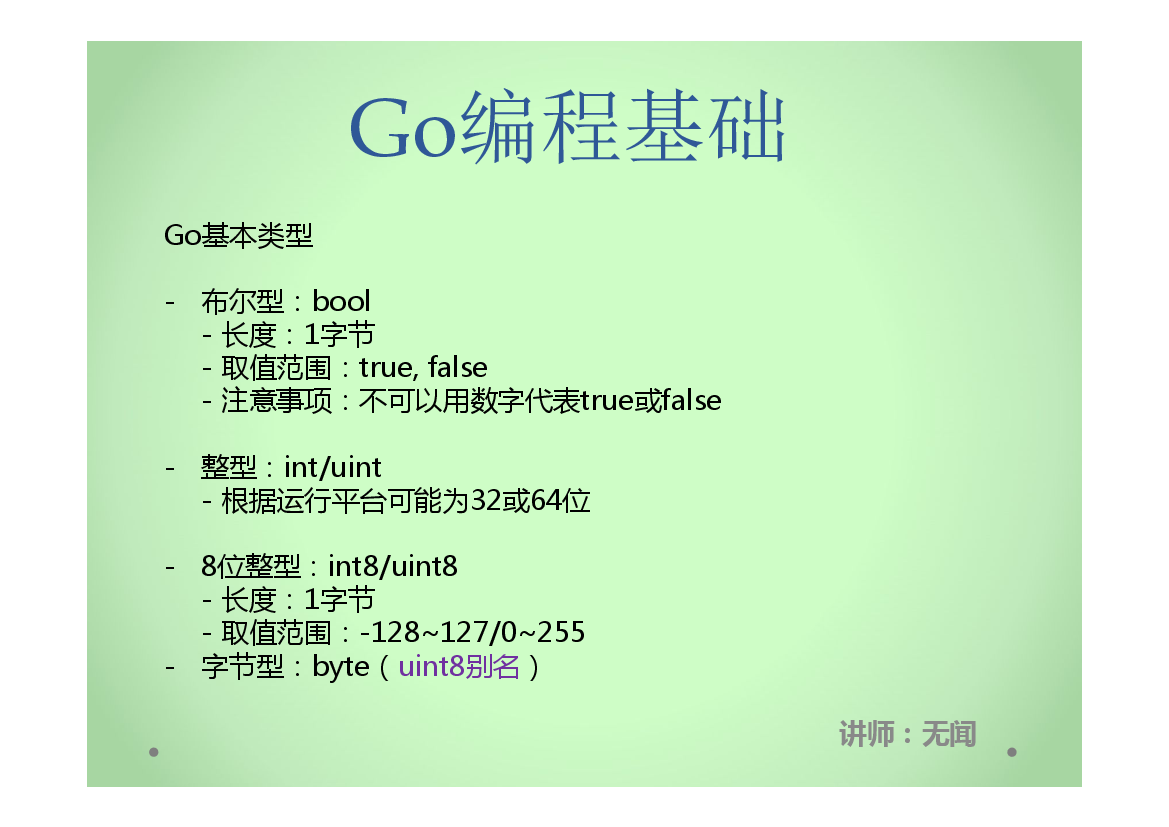 Go编程基础
Go基本类型
- 布尔型：bool
- 长度：1字节
- 取值范围：true, false
- 注意事项：不可以用数字代表true或false
- 整型：int/uint
- 根据运行平台可能为32或64位
- 8位整型：int8/uint8
- 长度：1字节
- 取值范围：-128~127/0~255
- 字节型：byte（uint8别名）
讲师：无闻